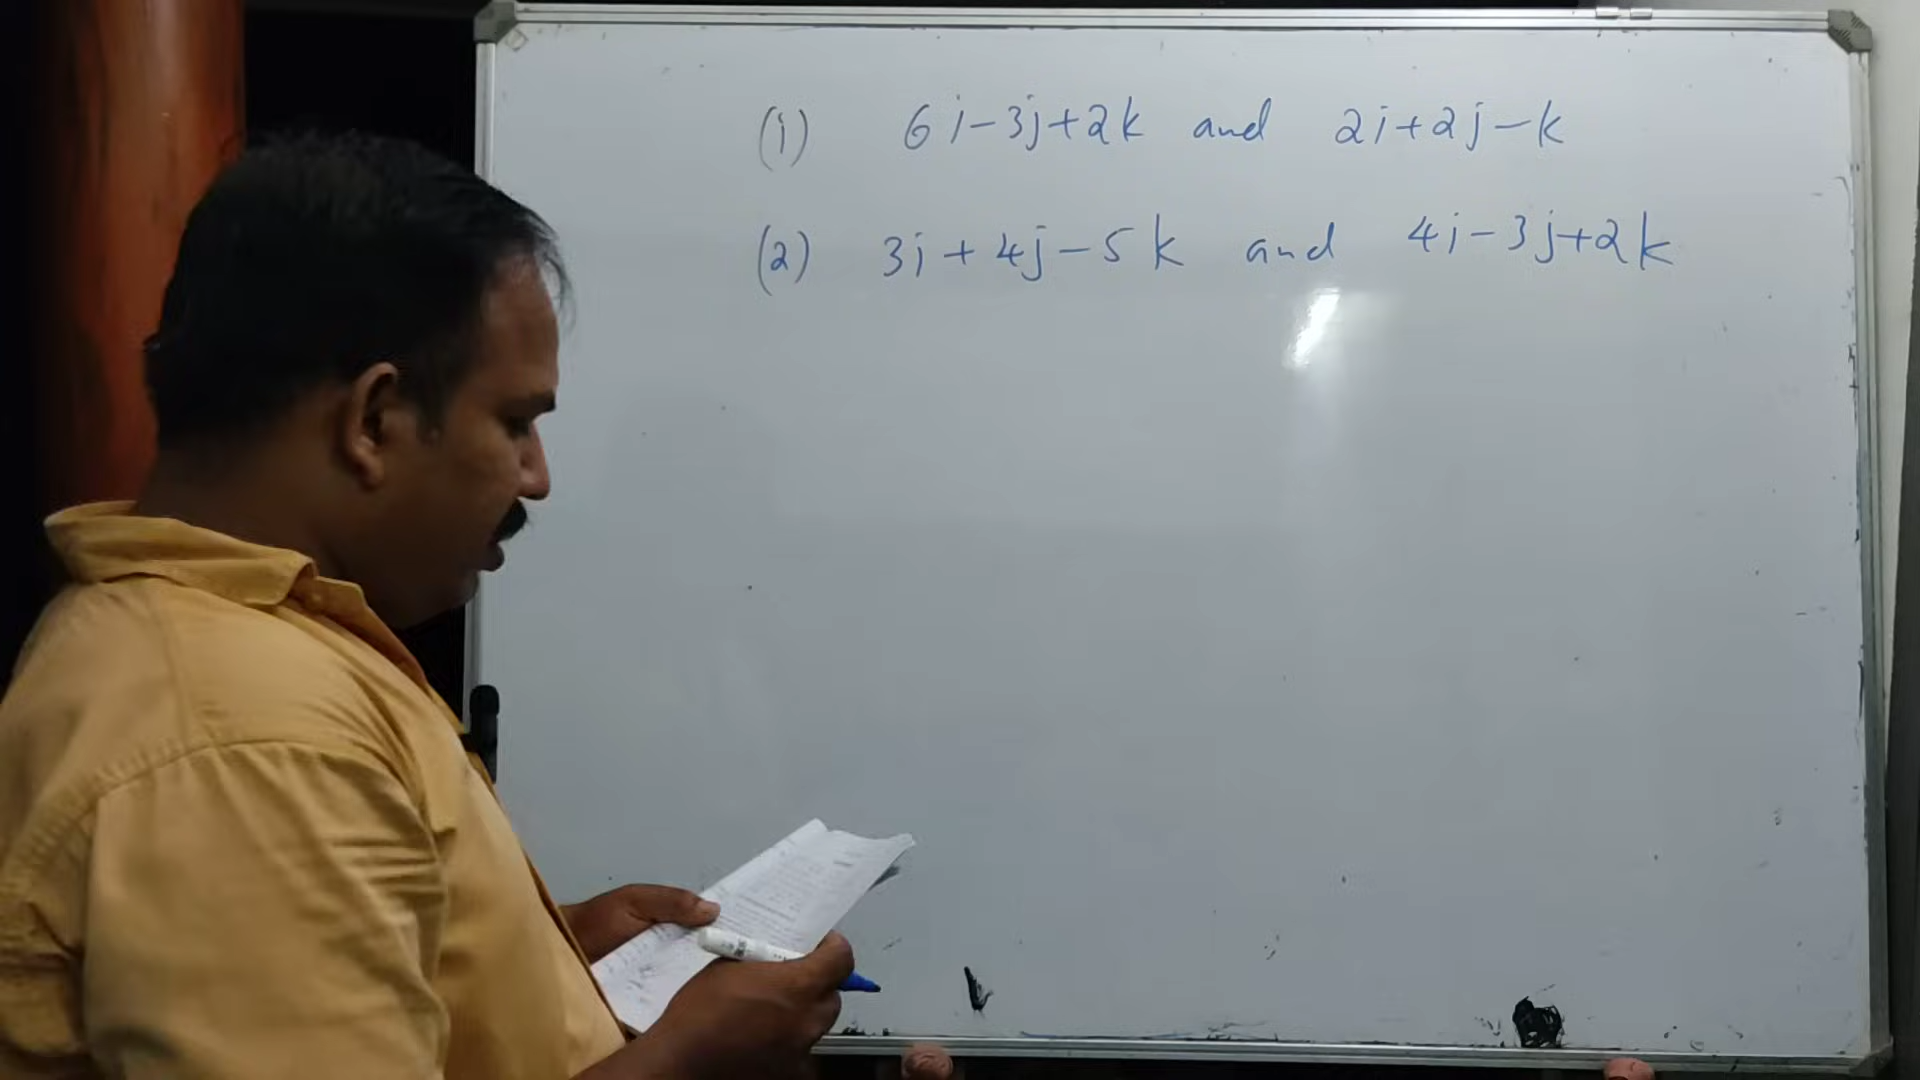 (1) 6i-3j+2k and 2i+2j-k
(2) 3i+4j-5k and 4i-3j+2k